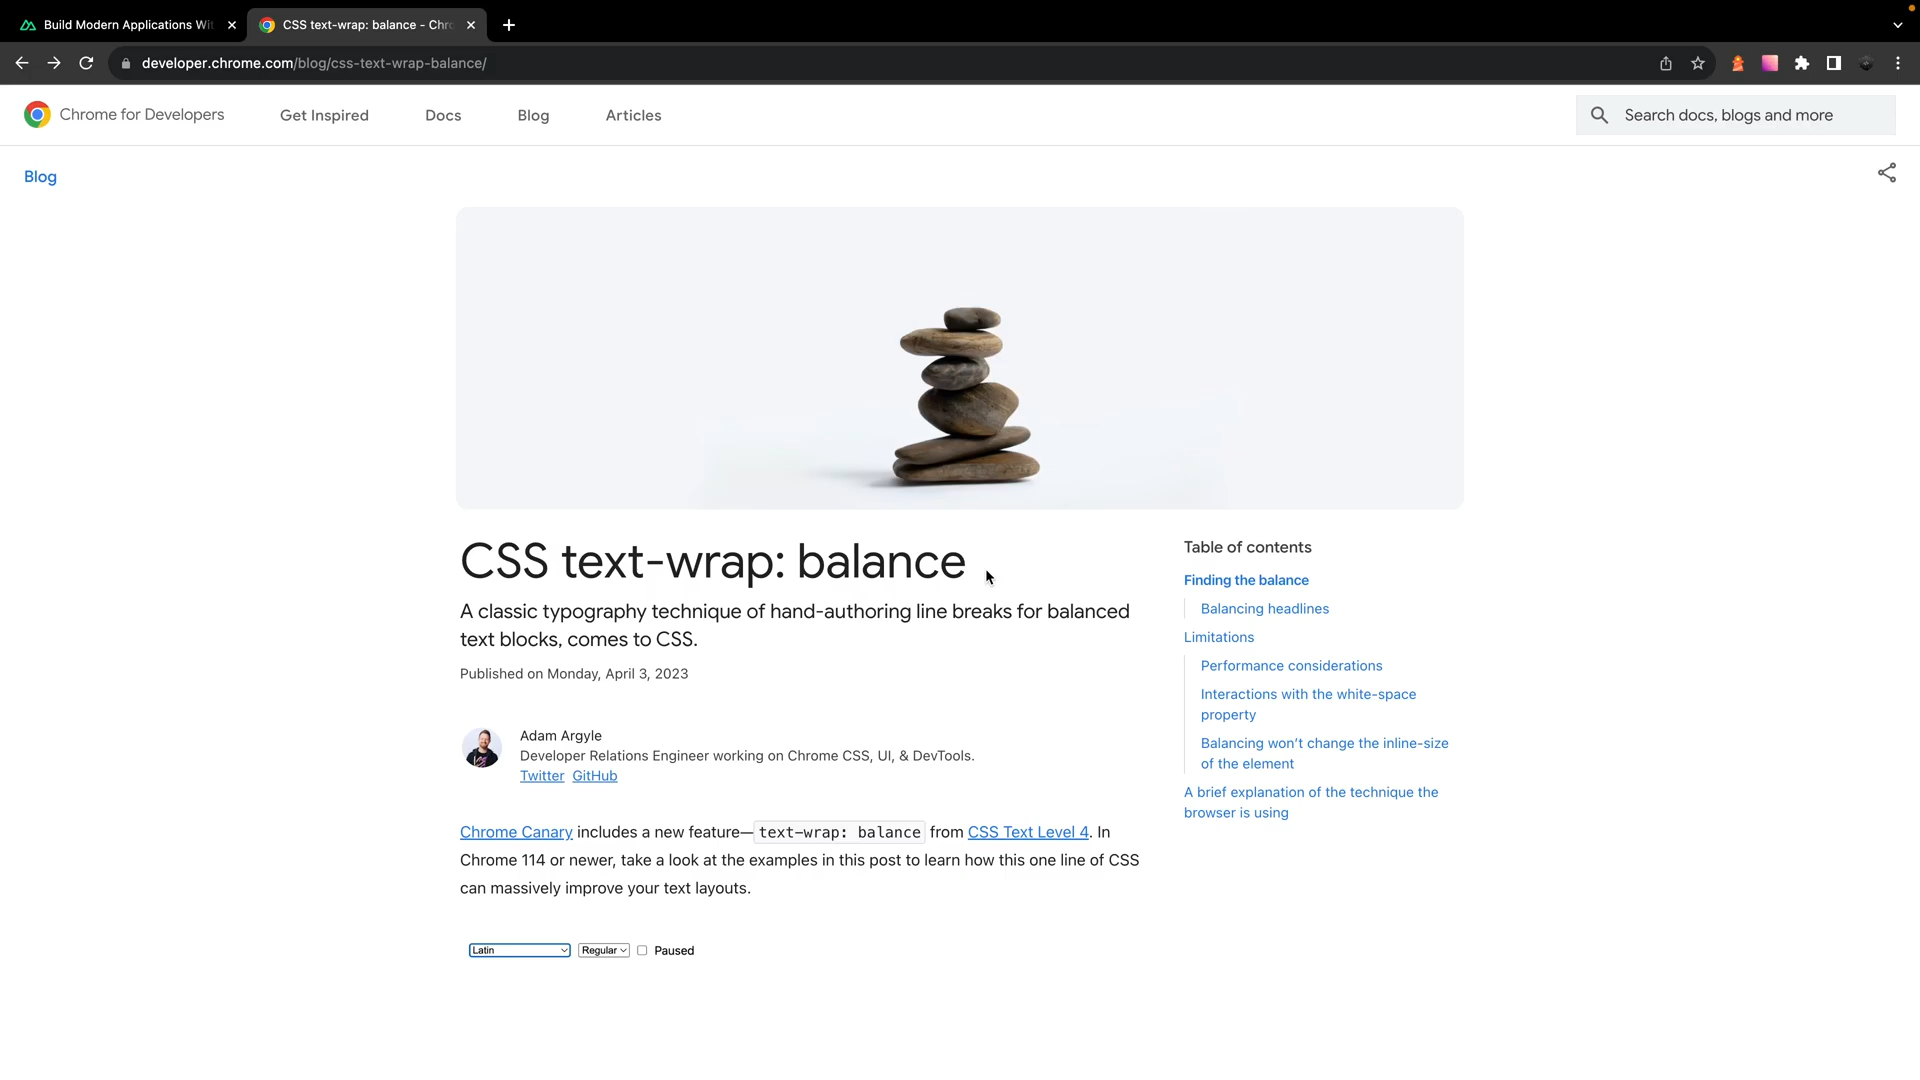 Build Modern Applications Wit
CSS text-wrap: balance - Chro
developer.chrome.com/blog/css-text-wrap-balance/
Chrome for Developers
Get Inspired
Docs
Blog
Articles
Search docs, blogs and more
Blog
CSS text-wrap: balance
A classic typography technique of hand-authoring line breaks for balanced
text blocks, comes to CSS.
Published on Monday, April 3, 2023
Adam Argyle
Developer Relations Engineer working on Chrome CSS, UI, & DevTools.
Twitter GitHub
Chrome Canary includes a new feature—text-wrap: balance from CSS Text Level 4. In
Chrome 114 or newer, take a look at the examples in this post to learn how this one line of CSS
can massively improve your text layouts.
Latin
Regular
Paused
Table of contents
Finding the balance
Balancing headlines
Limitations
Performance considerations
Interactions with the white-space
property
Balancing won’t change the inline-size
of the element
A brief explanation of the technique the
browser is using